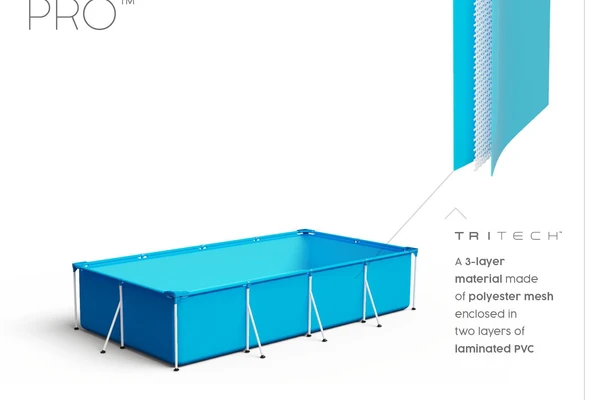 PRO™
TRITECH™
A 3-layer
material made
of polyester mesh
enclosed in
two layers of
laminated PVC